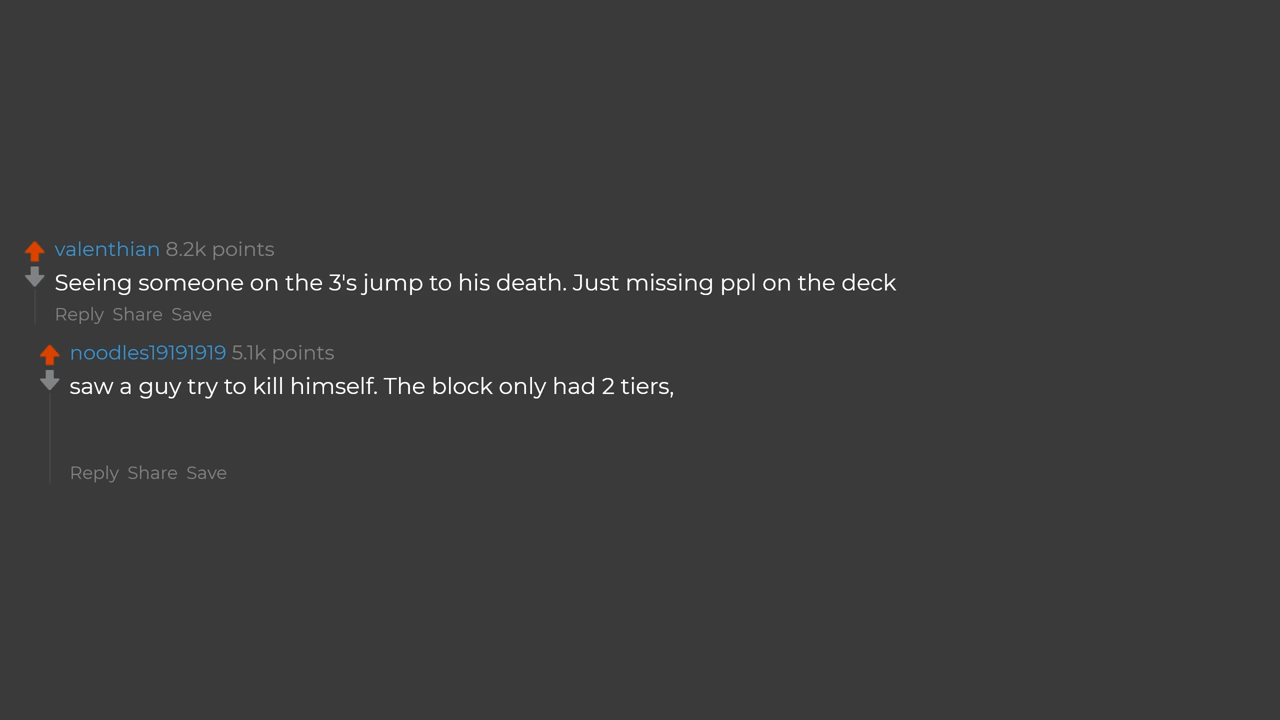 valenthian 8.2k points
Seeing someone on the 3's jump to his death. Just missing ppl on the deck
Reply Share Save
noodles19191919 5.1k points
saw a guy try to kill himself. The block only had 2 tiers,
Reply Share Save